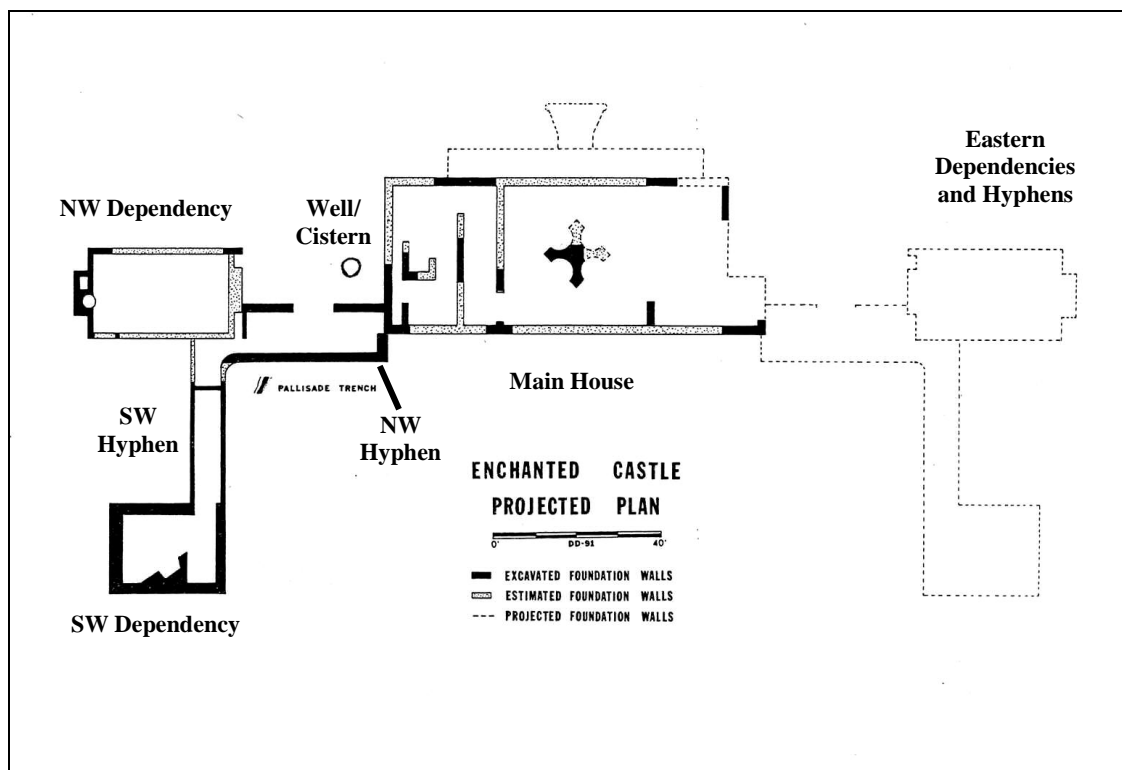 Eastern
Dependencies
and Hyphens
NW Dependency
Well/
Cistern
Main House
PALLISADE TRENCH
SW
Hyphen
NW
Hyphen
ENCHANTED CASTLE
PROJECTED PLAN
0' DD-91 40'
EXCAVATED FOUNDATION WALLS
ESTIMATED FOUNDATION WALLS
PROJECTED FOUNDATION WALLS
SW Dependency